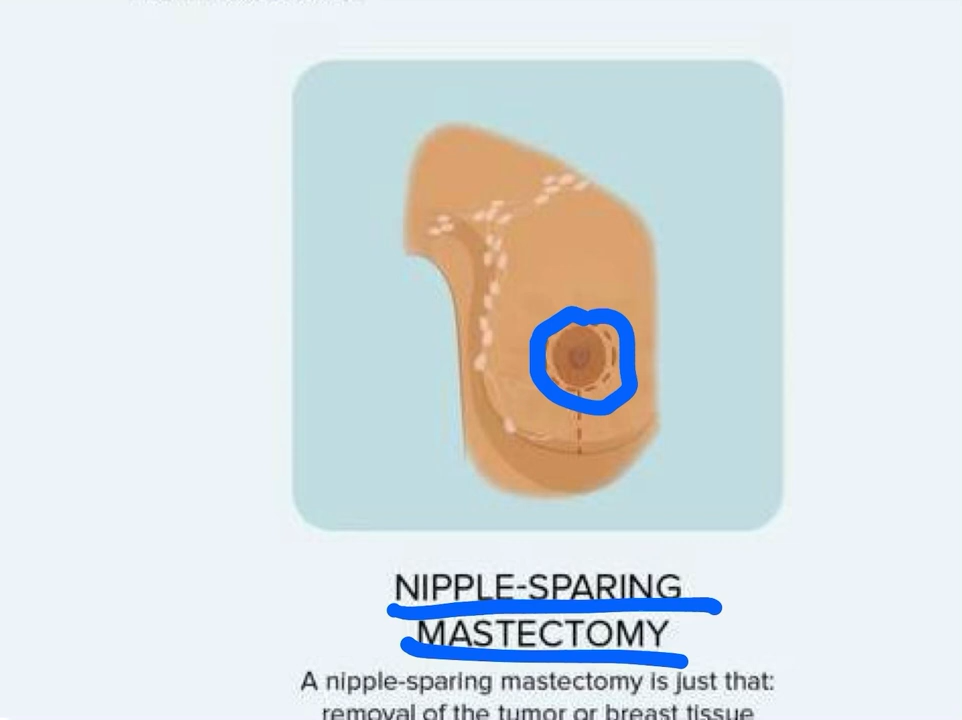 NIPPLE-SPARING
MASTECTOMY
A nipple-sparing mastectomy is just that:
removal of the tumor or breast tissue